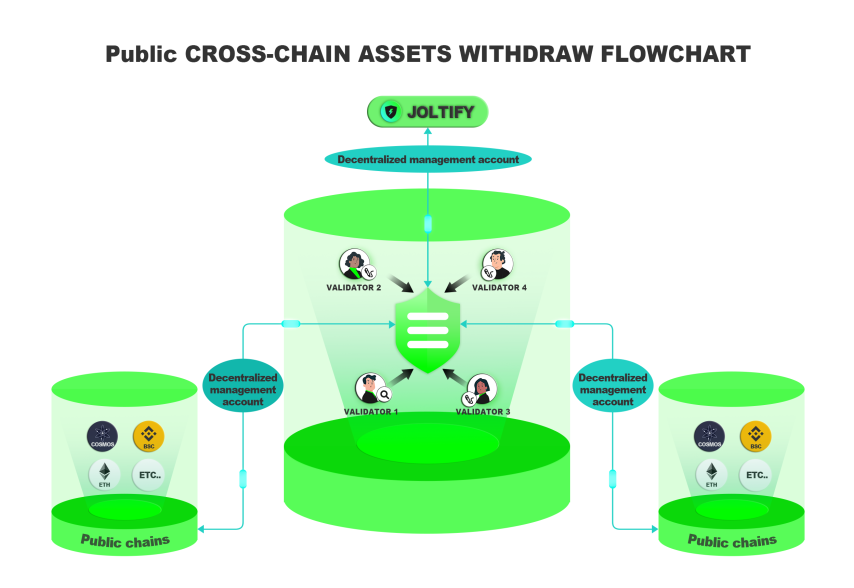 Public CROSS-CHAIN ASSETS WITHDRAW FLOWCHART
JOLTIFY
Decentralized management account
VALIDATOR 2
VALIDATOR 4
Decentralized
management
account
Decentralized
management
account
VALIDATOR 1
VALIDATOR 3
COSMOS
BSC
ETH
ETC..
Public chains
COSMOS
BSC
ETH
ETC..
Public chains